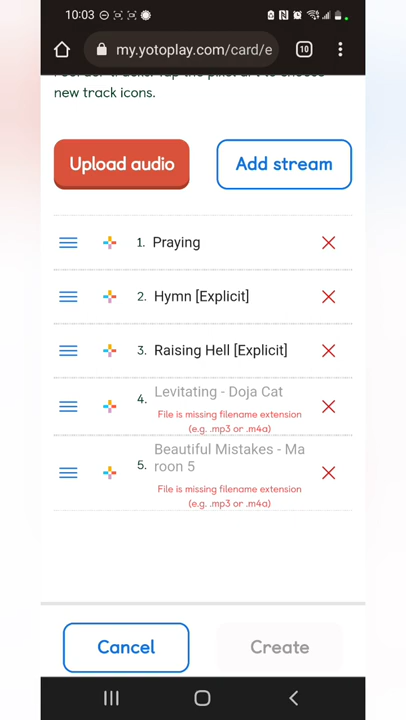 10:03
my.yotoplay.com/card/e
10
new track icons.
Upload audio
Add stream
1. Praying
2. Hymn [Explicit]
3. Raising Hell [Explicit]
4. Levitating - Doja Cat
File is missing filename extension
(e.g. .mp3 or .m4a)
5. Beautiful Mistakes - Ma
roon 5
File is missing filename extension
(e.g. .mp3 or .m4a)
Cancel
Create